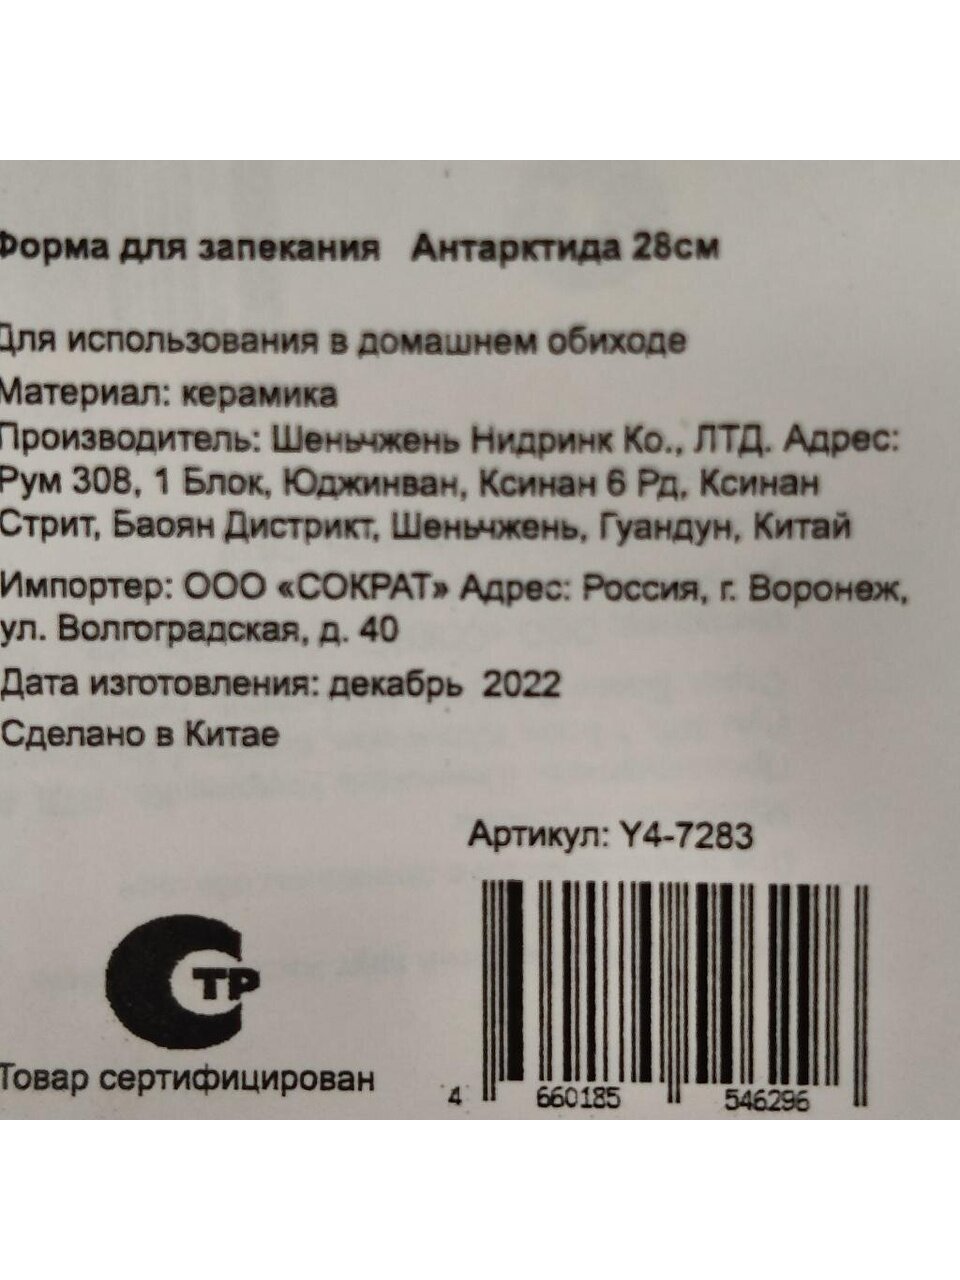 Форма для запекания Антарктида 28см
Для использования в домашнем обиходе
Материал: керамика
Производитель: Шеньчжень Нидринк Ко., ЛТД. Адрес:
Рум 308, 1 Блок, Юджинван, Ксинан 6 Рд, Ксинан
Стрит, Баоян Дистрикт, Шеньчжень, Гуандун, Китай
Импортер: ООО «СОКРАТ» Адрес: Россия, г. Воронеж,
ул. Волгоградская, д. 40
Дата изготовления: декабрь 2022
Сделано в Китае
Артикул: Y4-7283
СТР
Товар сертифицирован
4 660185 546296